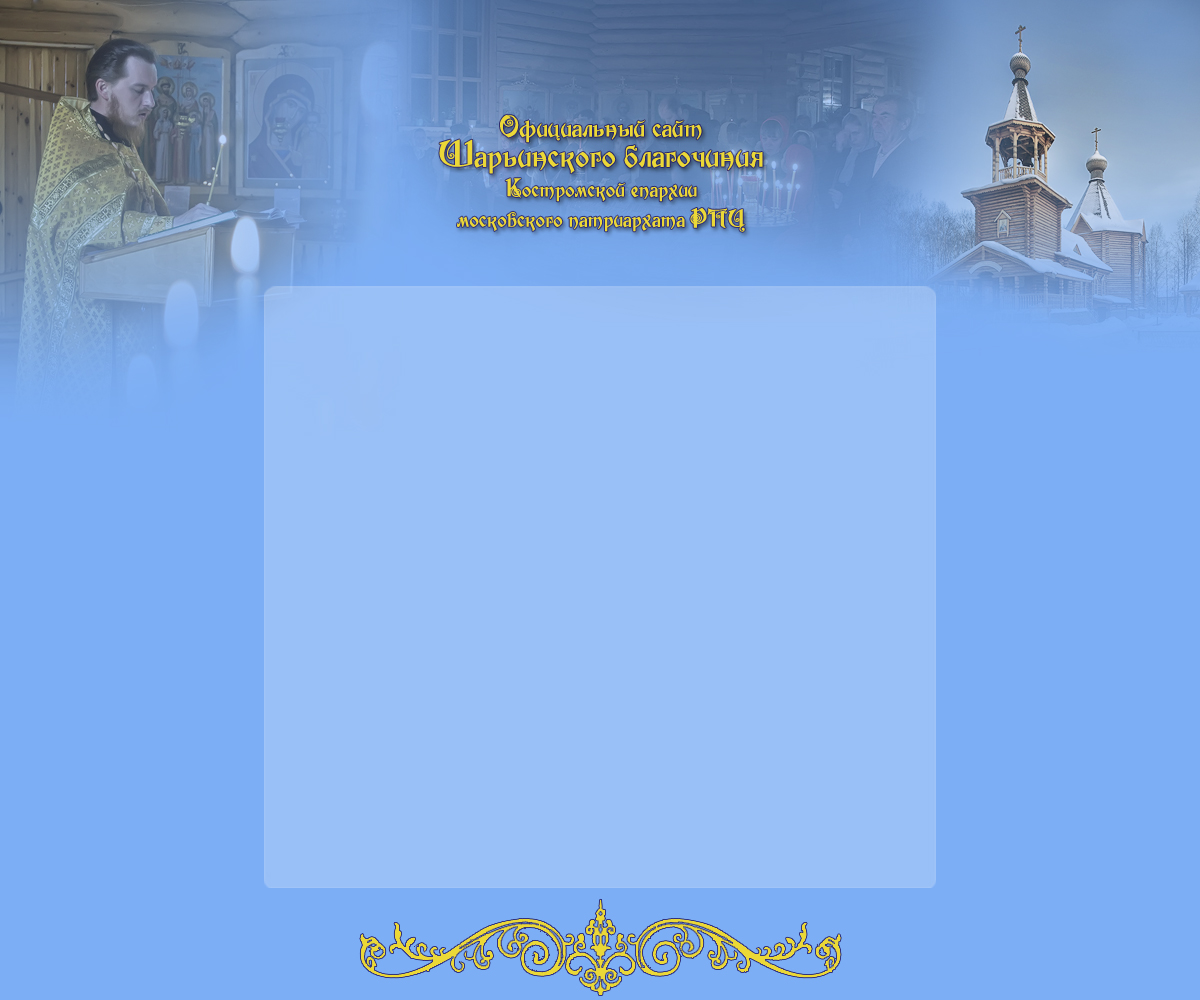 Официальный сайт
Шарьинского благочиния
Костромской епархии
московского патриархата РПЦ